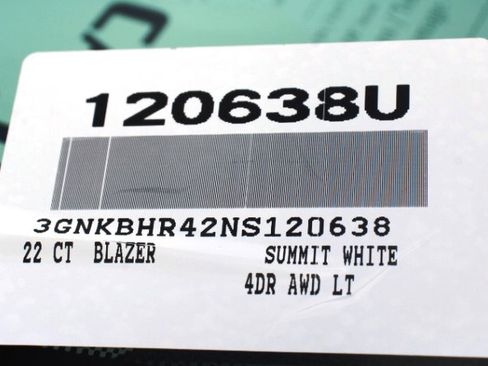 120638U
3GNKBHR42NS120638
22 CT BLAZER SUMMIT WHITE
4DR AWD LT